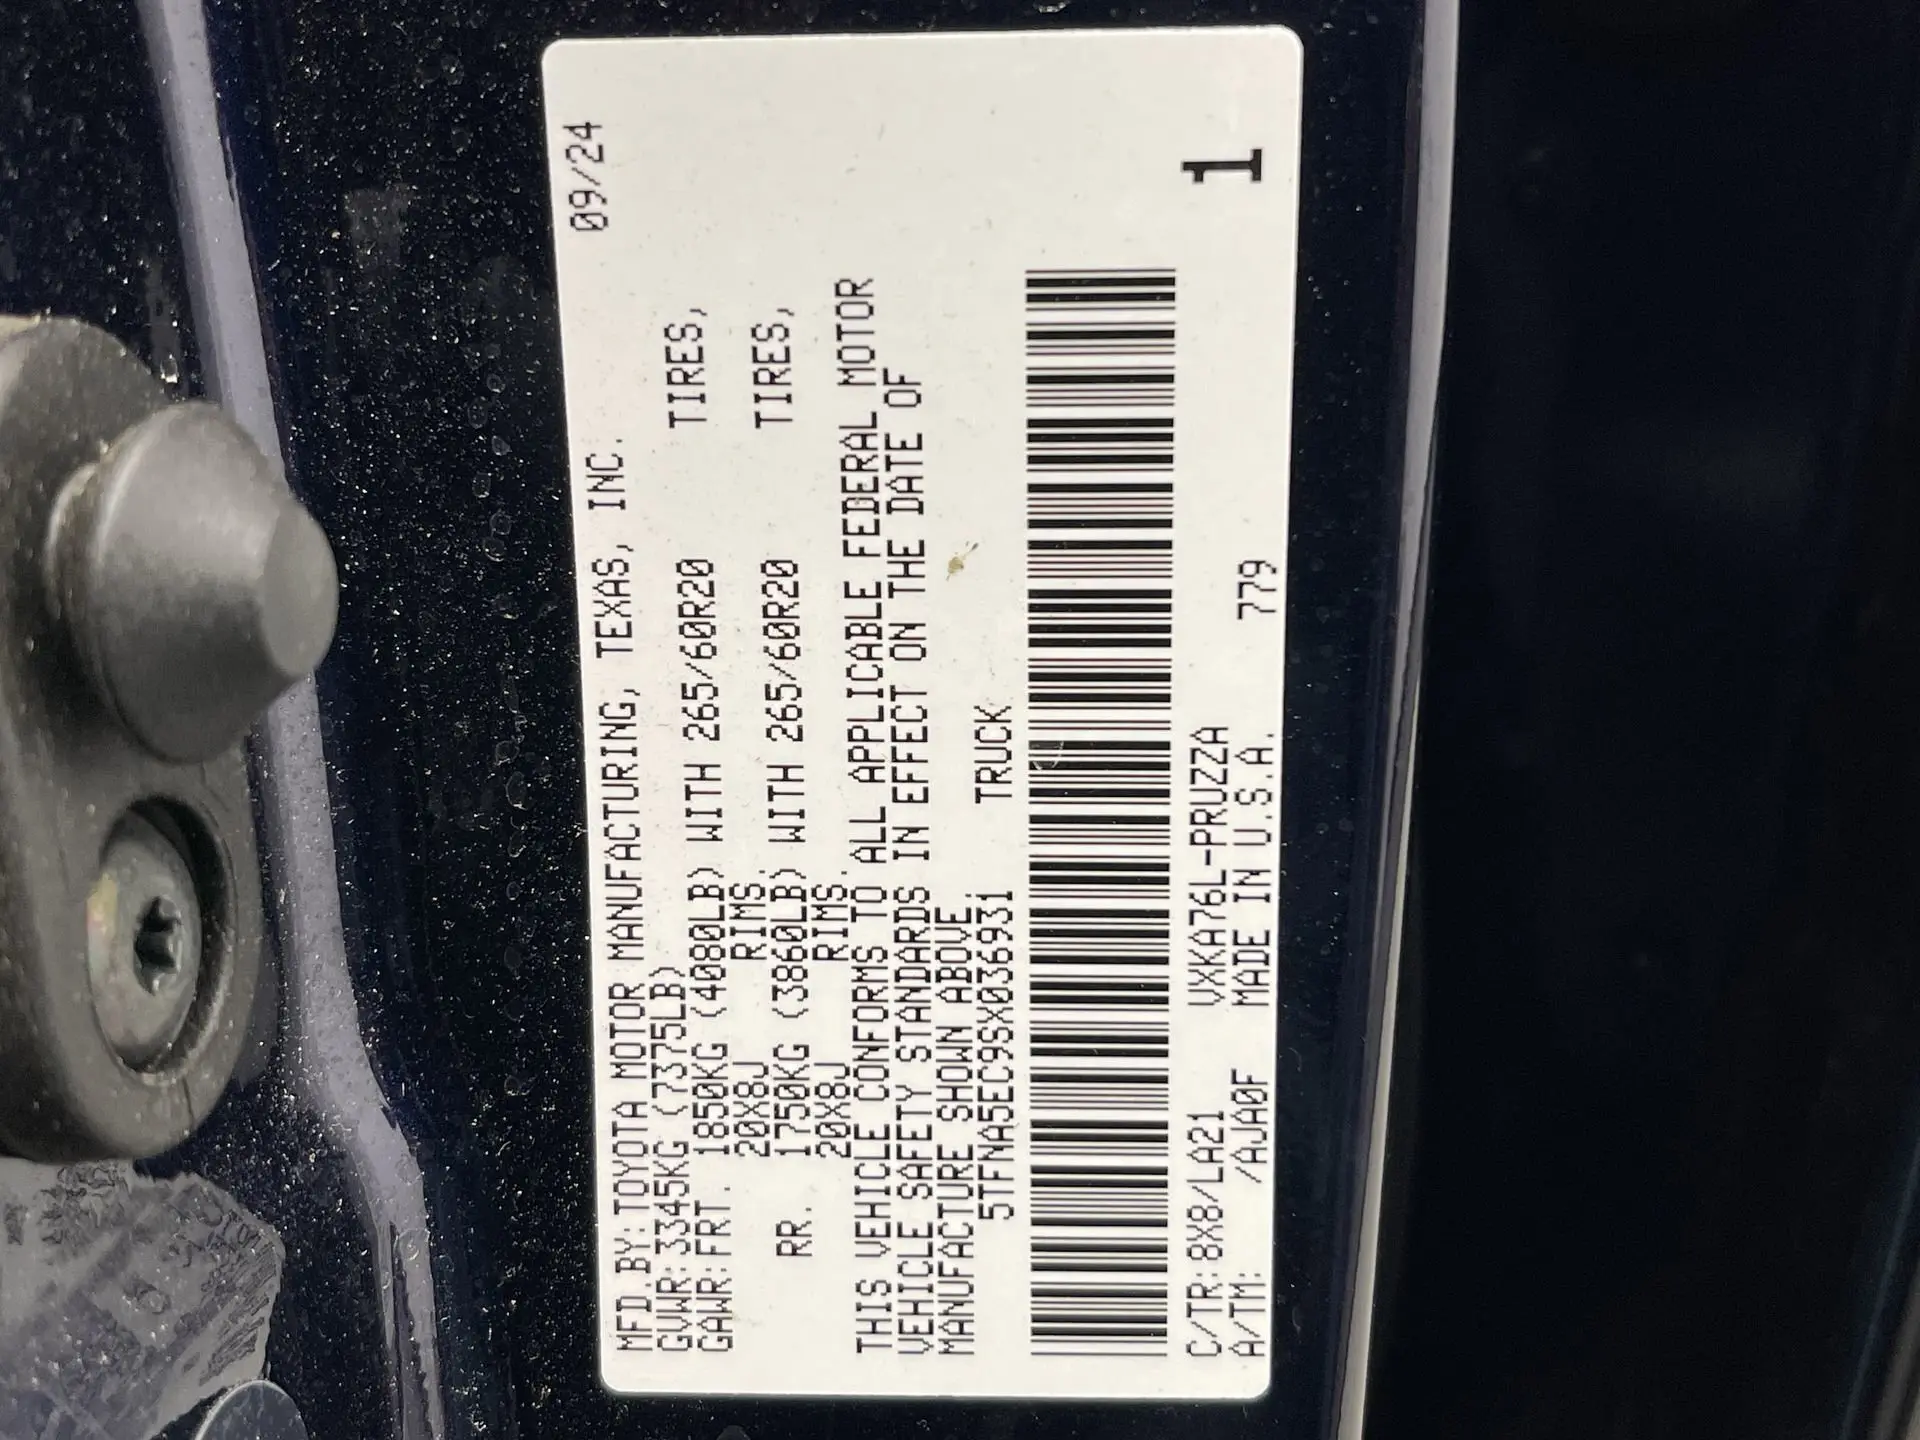 MFD.BY:TOYOTA MOTOR MANUFACTURING, TEXAS, INC. 09/24
GVWR:3345KG(7375LB)
GAWR:FRT. 1850KG (4080LB) WITH 265/60R20 TIRES,
20X8J RIMS.
RR. 1750KG (3860LB) WITH 265/60R20 TIRES,
20X8J RIMS.
THIS VEHICLE CONFORMS TO ALL APPLICABLE FEDERAL MOTOR
VEHICLE SAFETY STANDARDS IN EFFECT ON THE DATE OF
MANUFACTURE SHOWN ABOVE.
5TFNA5EC9SX036931 TRUCK
C/TR:8X8/LA21 VXKA76L-PRUZZA
A/TM: /AJA0F MADE IN U.S.A. 779
1